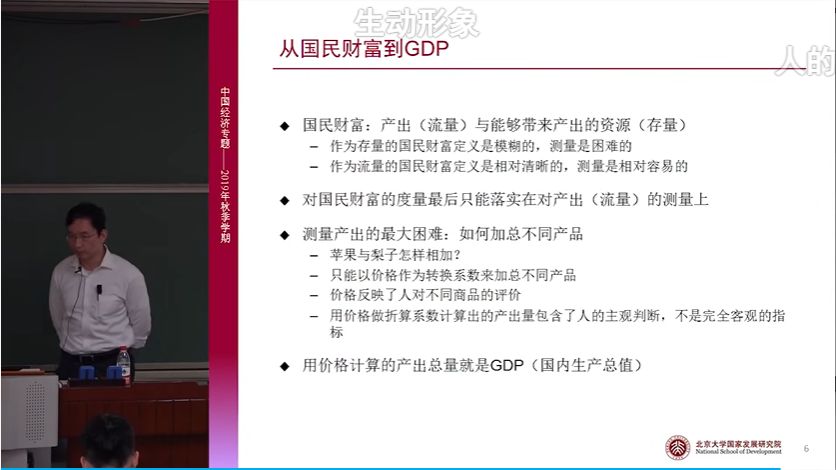 生动形象
人的
从国民财富到GDP
中国经济专题——2019年秋季学期
◆ 国民财富：产出（流量）与能够带来产出的资源（存量）
– 作为存量的国民财富定义是模糊的，测量是困难的
– 作为流量的国民财富定义是相对清晰的，测量是相对容易的
◆ 对国民财富的度量最后只能落实在对产出（流量）的测量上
◆ 测量产出的最大困难：如何加总不同产品
– 苹果与梨子怎样相加？
– 只能以价格作为转换系数来加总不同产品
– 价格反映了人对不同商品的评价
– 用价格做折算系数计算出的产出量包含了人的主观判断，不是完全客观的指
标
◆ 用价格计算的产出总量就是GDP（国内生产总值）
北京大学国家发展研究院
National School of Development
6